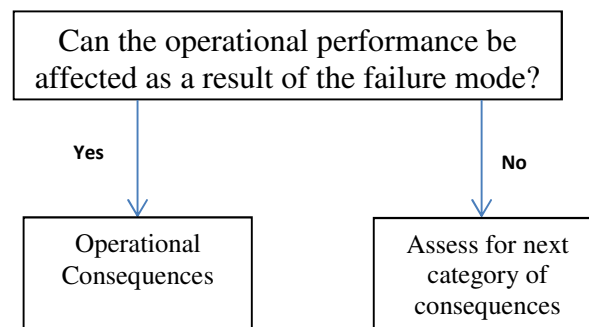 Can the operational performance be
affected as a result of the failure mode?
Yes
No
Operational
Consequences
Assess for next
category of
consequences